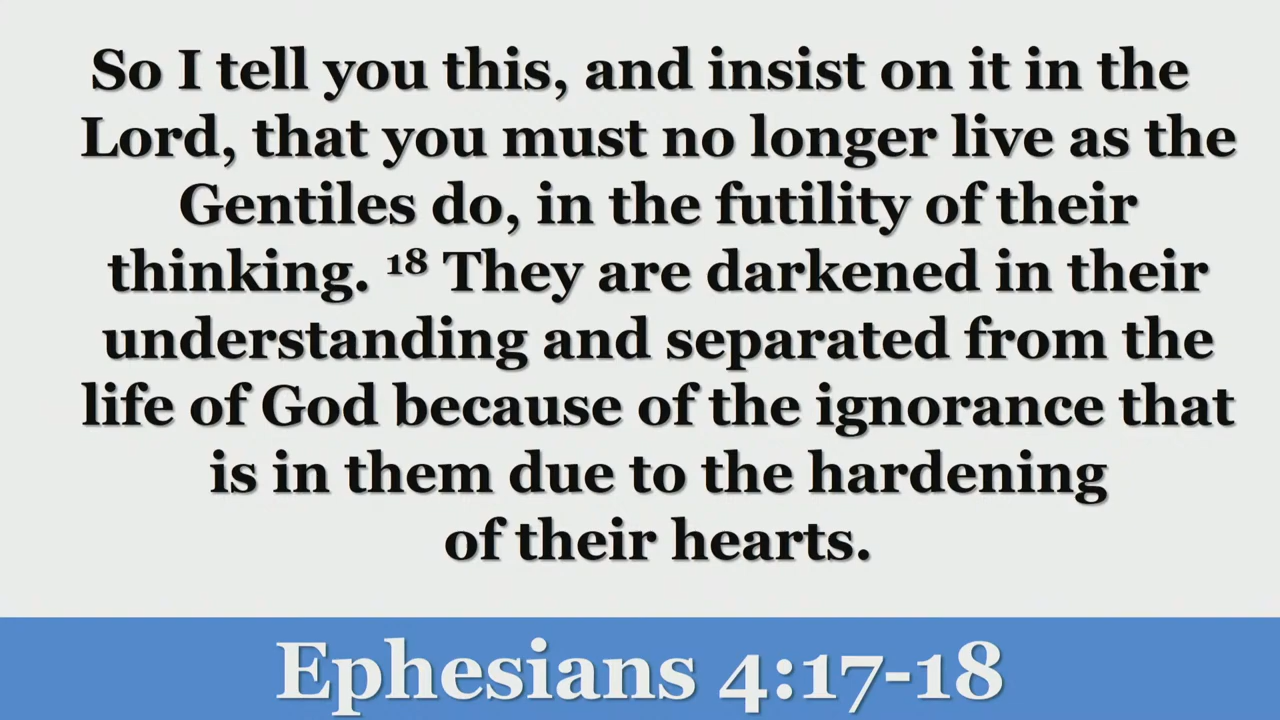 So I tell you this, and insist on it in the
Lord, that you must no longer live as the
Gentiles do, in the futility of their
thinking. 18 They are darkened in their
understanding and separated from the
life of God because of the ignorance that
is in them due to the hardening
of their hearts.
Ephesians 4:17-18